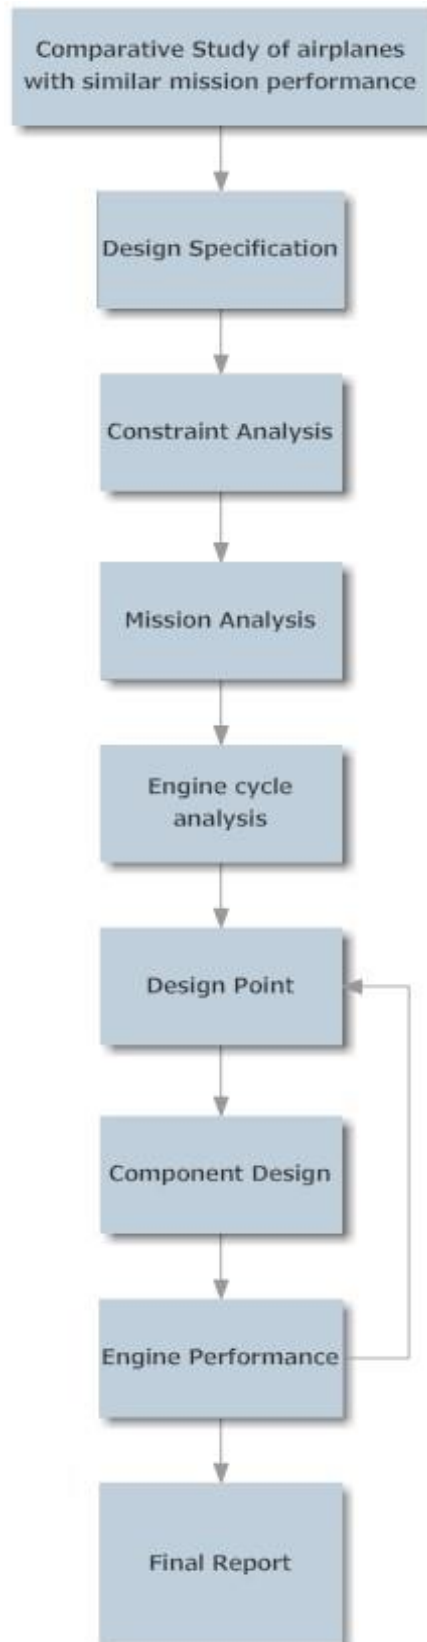 Comparative Study of airplanes
with similar mission performance
Design Specification
Constraint Analysis
Mission Analysis
Engine cycle
analysis
Design Point
Component Design
Engine Performance
Final Report